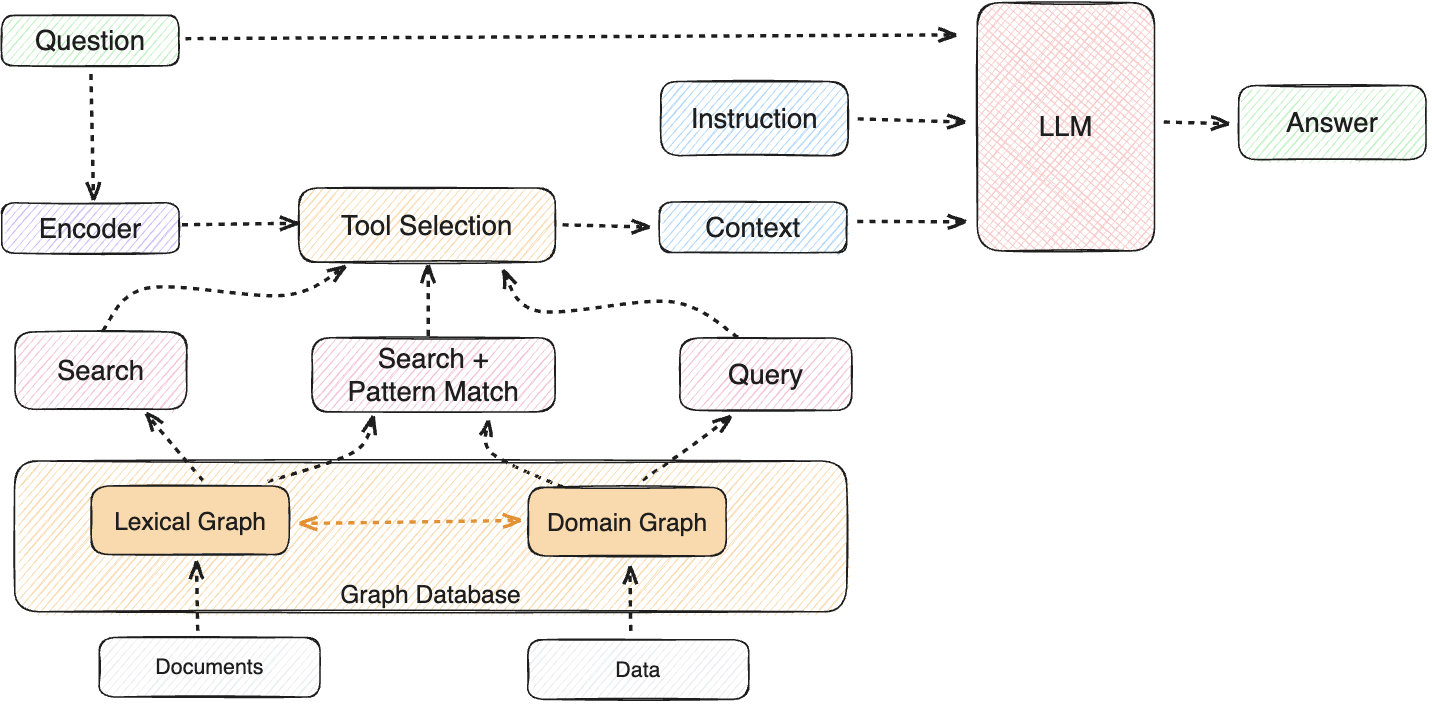 Question
Instruction
LLM
Answer
Encoder
Tool Selection
Context
Search
Search +
Pattern Match
Query
Lexical Graph
Domain Graph
Graph Database
Documents
Data